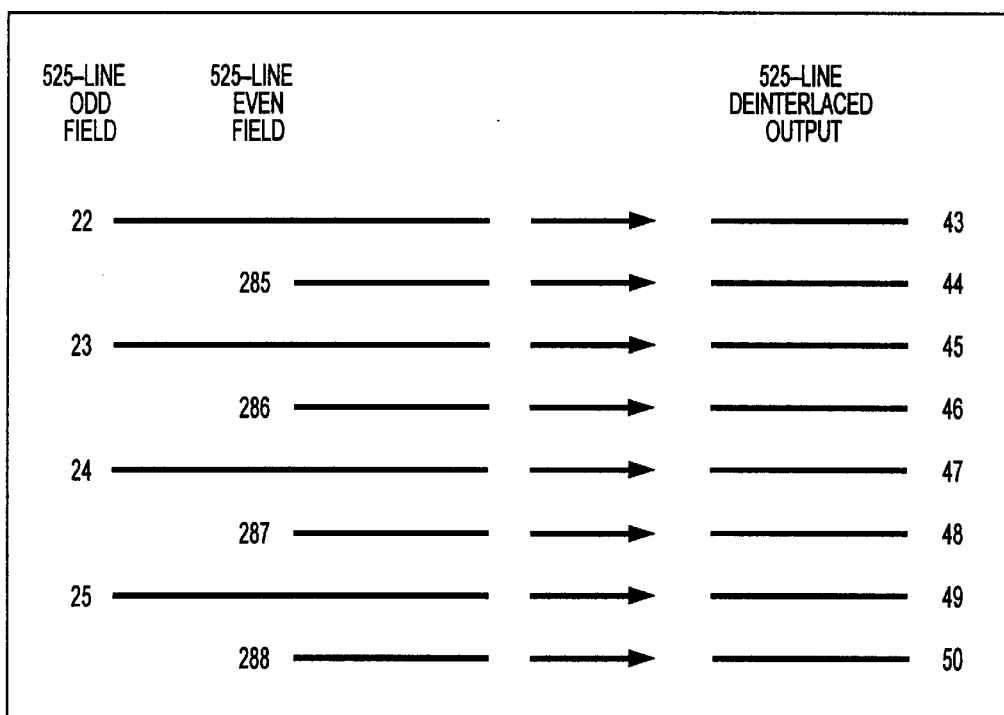 525–LINE
ODD
FIELD
525–LINE
EVEN
FIELD
525–LINE
DEINTERLACED
OUTPUT
22 43
285 44
23 45
286 46
24 47
287 48
25 49
288 50